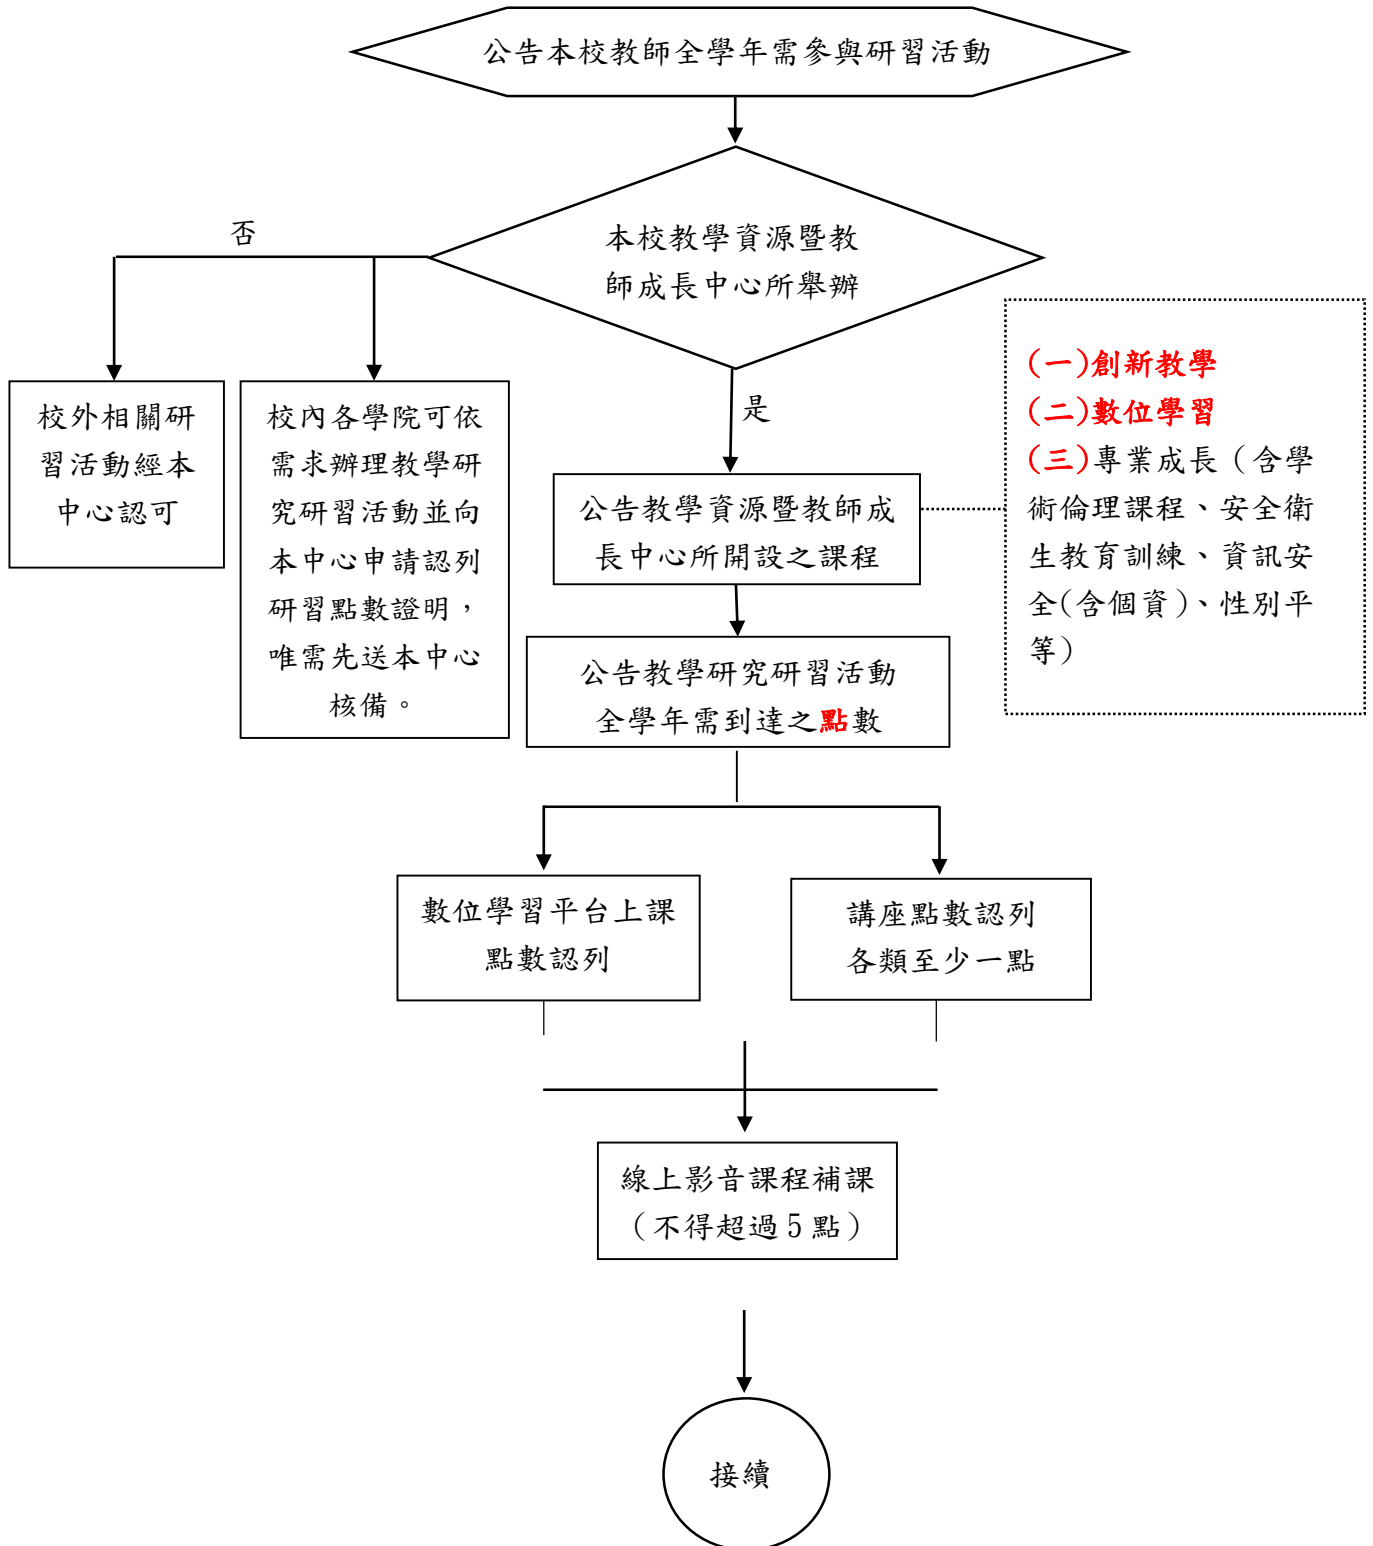 公告本校教師全學年需參與研習活動
本校教學資源暨教
師成長中心所舉辦
否
是
校外相關研
習活動經本
中心認可
校內各學院可依
需求辦理教學研
究研習活動並向
本中心申請認列
研習點數證明，
唯需先送本中心
核備。
公告教學資源暨教師成
長中心所開設之課程
(一)創新教學
(二)數位學習
(三)專業成長（含學
術倫理課程、安全衛
生教育訓練、資訊安
全(含個資)、性別平
等）
公告教學研究研習活動
全學年需到達之點數
數位學習平台上課
點數認列
講座點數認列
各類至少一點
線上影音課程補課
（不得超過5點）
接續